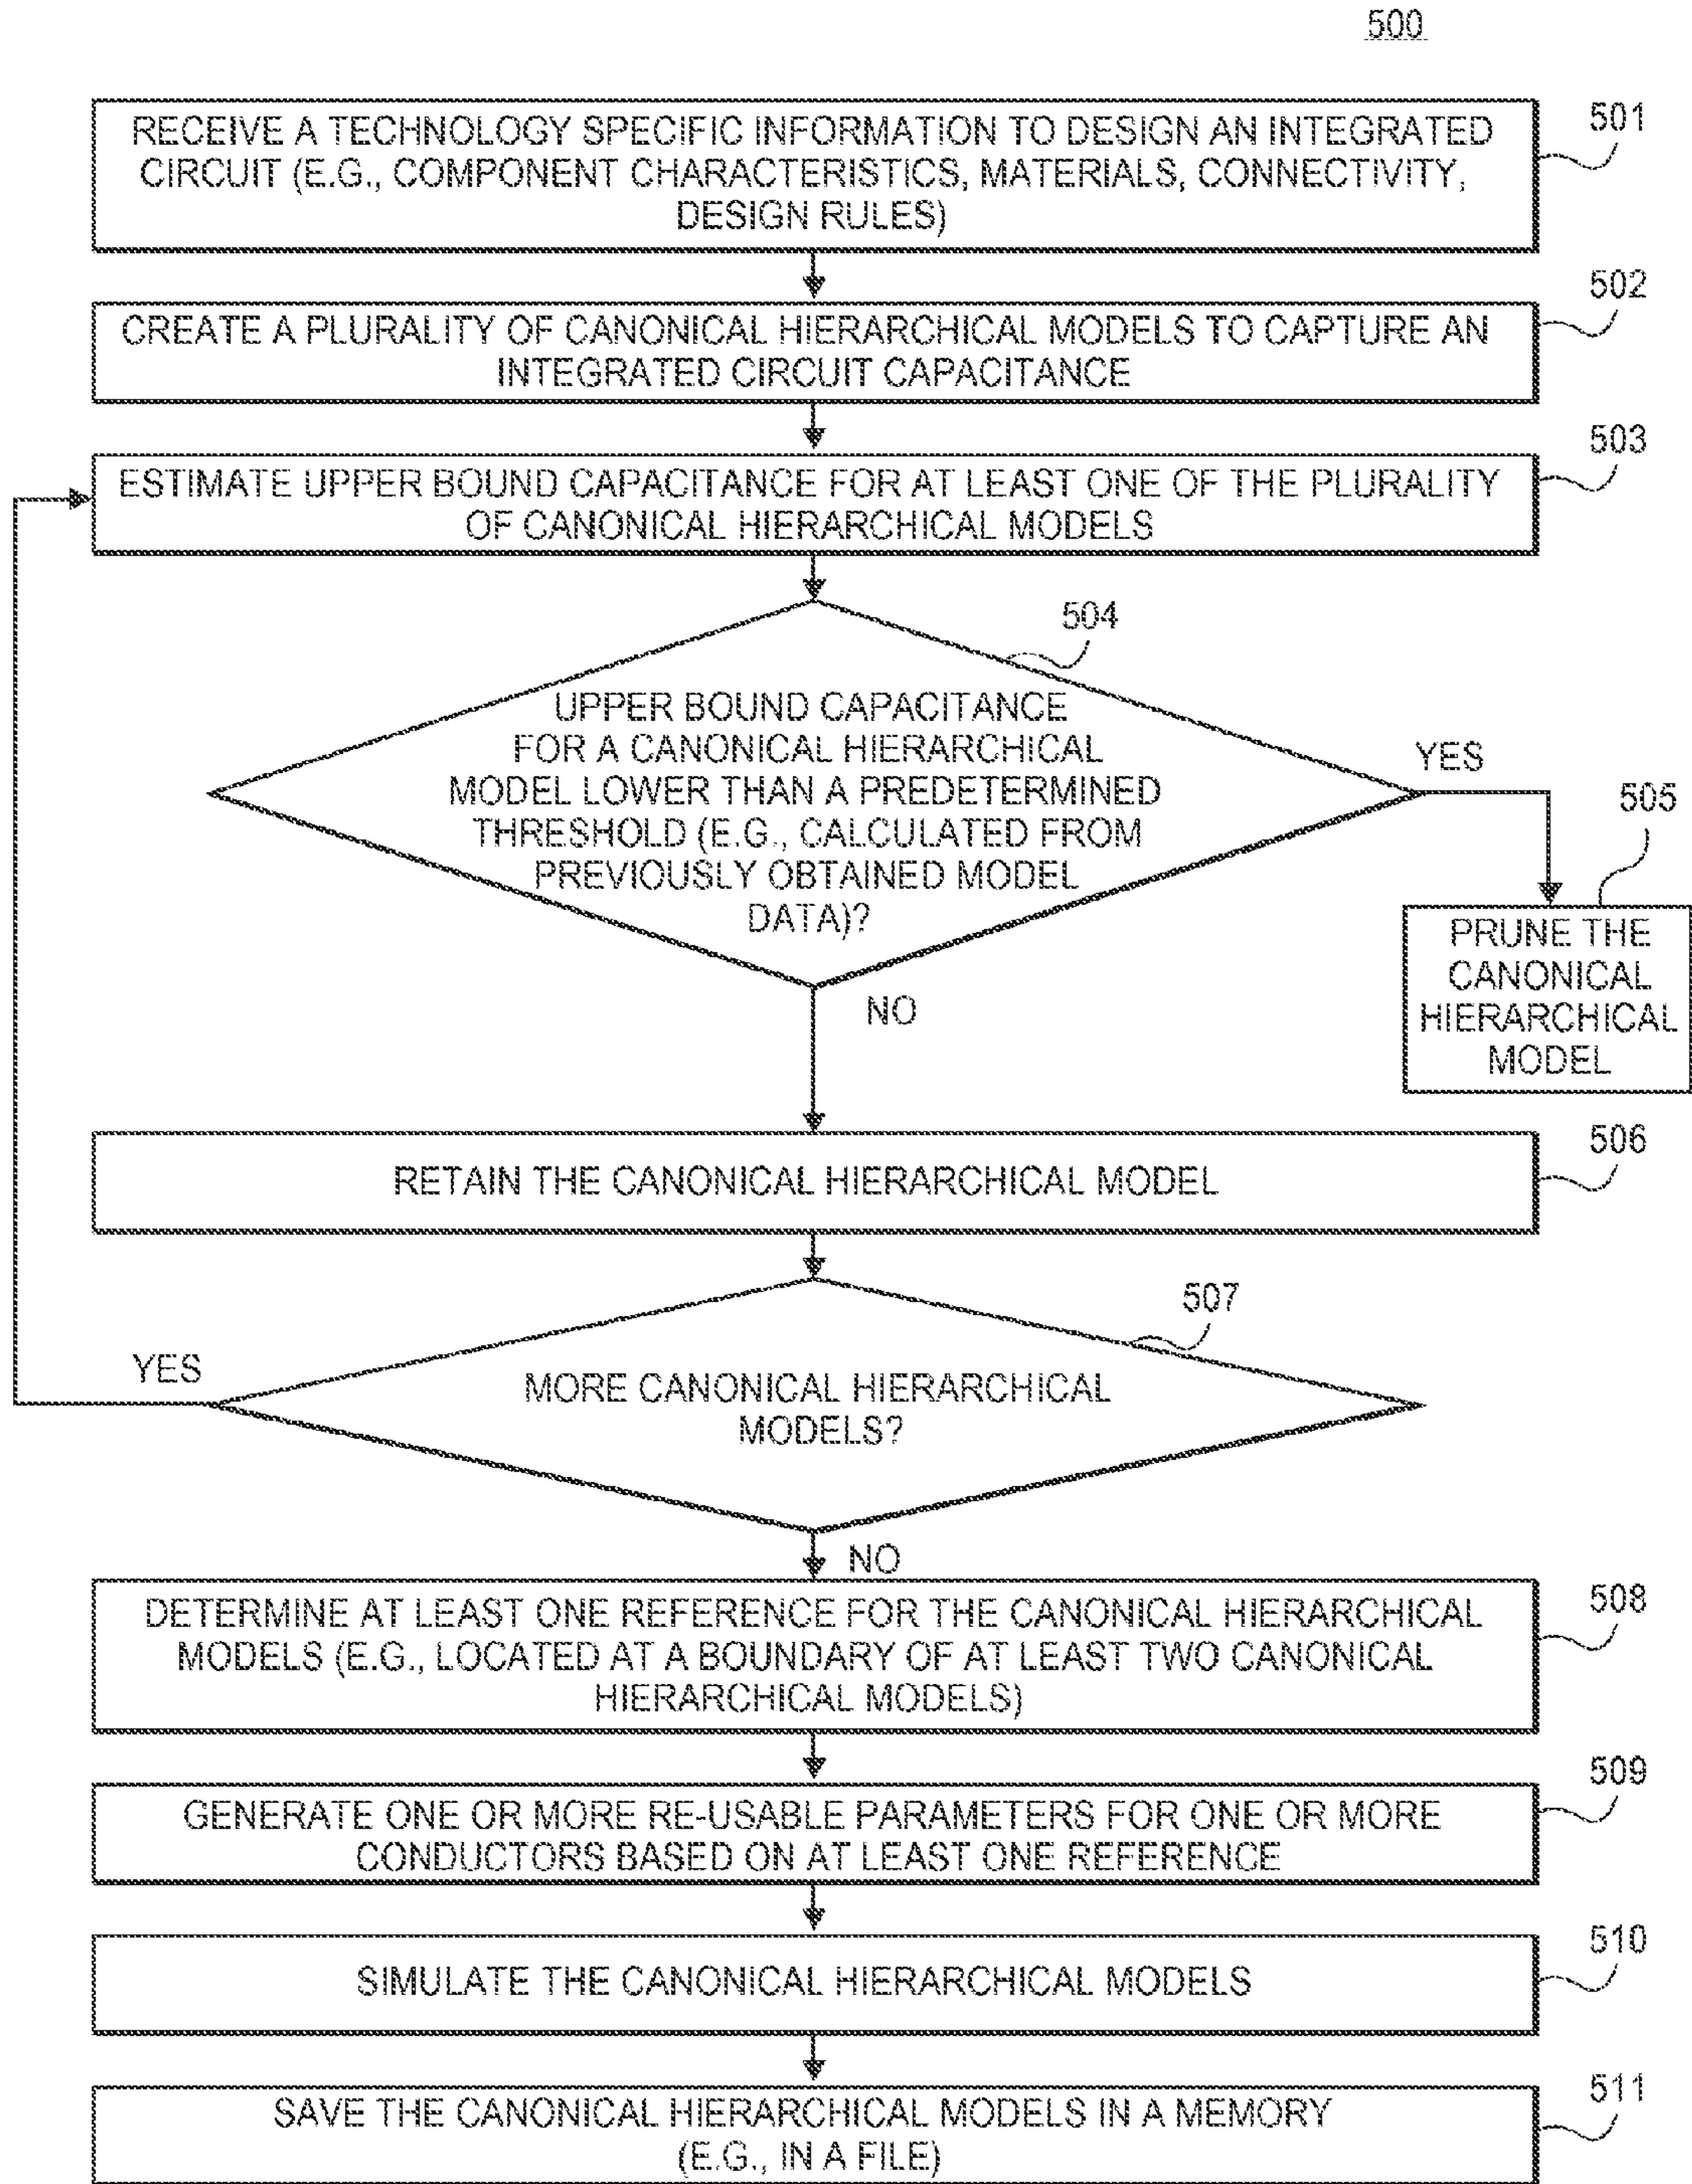 500
RECEIVE A TECHNOLOGY SPECIFIC INFORMATION TO DESIGN AN INTEGRATED
CIRCUIT (E.G., COMPONENT CHARACTERISTICS, MATERIALS, CONNECTIVITY,
DESIGN RULES)
501
CREATE A PLURALITY OF CANONICAL HIERARCHICAL MODELS TO CAPTURE AN
INTEGRATED CIRCUIT CAPACITANCE
502
ESTIMATE UPPER BOUND CAPACITANCE FOR AT LEAST ONE OF THE PLURALITY
OF CANONICAL HIERARCHICAL MODELS
503
504
UPPER BOUND CAPACITANCE
FOR A CANONICAL HIERARCHICAL
MODEL LOWER THAN A PREDETERMINED
THRESHOLD (E.G., CALCULATED FROM
PREVIOUSLY OBTAINED MODEL
DATA)?
YES
505
PRUNE THE
CANONICAL
HIERARCHICAL
MODEL
NO
RETAIN THE CANONICAL HIERARCHICAL MODEL
506
507
MORE CANONICAL HIERARCHICAL
MODELS?
YES
NO
DETERMINE AT LEAST ONE REFERENCE FOR THE CANONICAL HIERARCHICAL
MODELS (E.G., LOCATED AT A BOUNDARY OF AT LEAST TWO CANONICAL
HIERARCHICAL MODELS)
508
GENERATE ONE OR MORE RE-USABLE PARAMETERS FOR ONE OR MORE
CONDUCTORS BASED ON AT LEAST ONE REFERENCE
509
SIMULATE THE CANONICAL HIERARCHICAL MODELS
510
SAVE THE CANONICAL HIERARCHICAL MODELS IN A MEMORY
(E.G., IN A FILE)
511